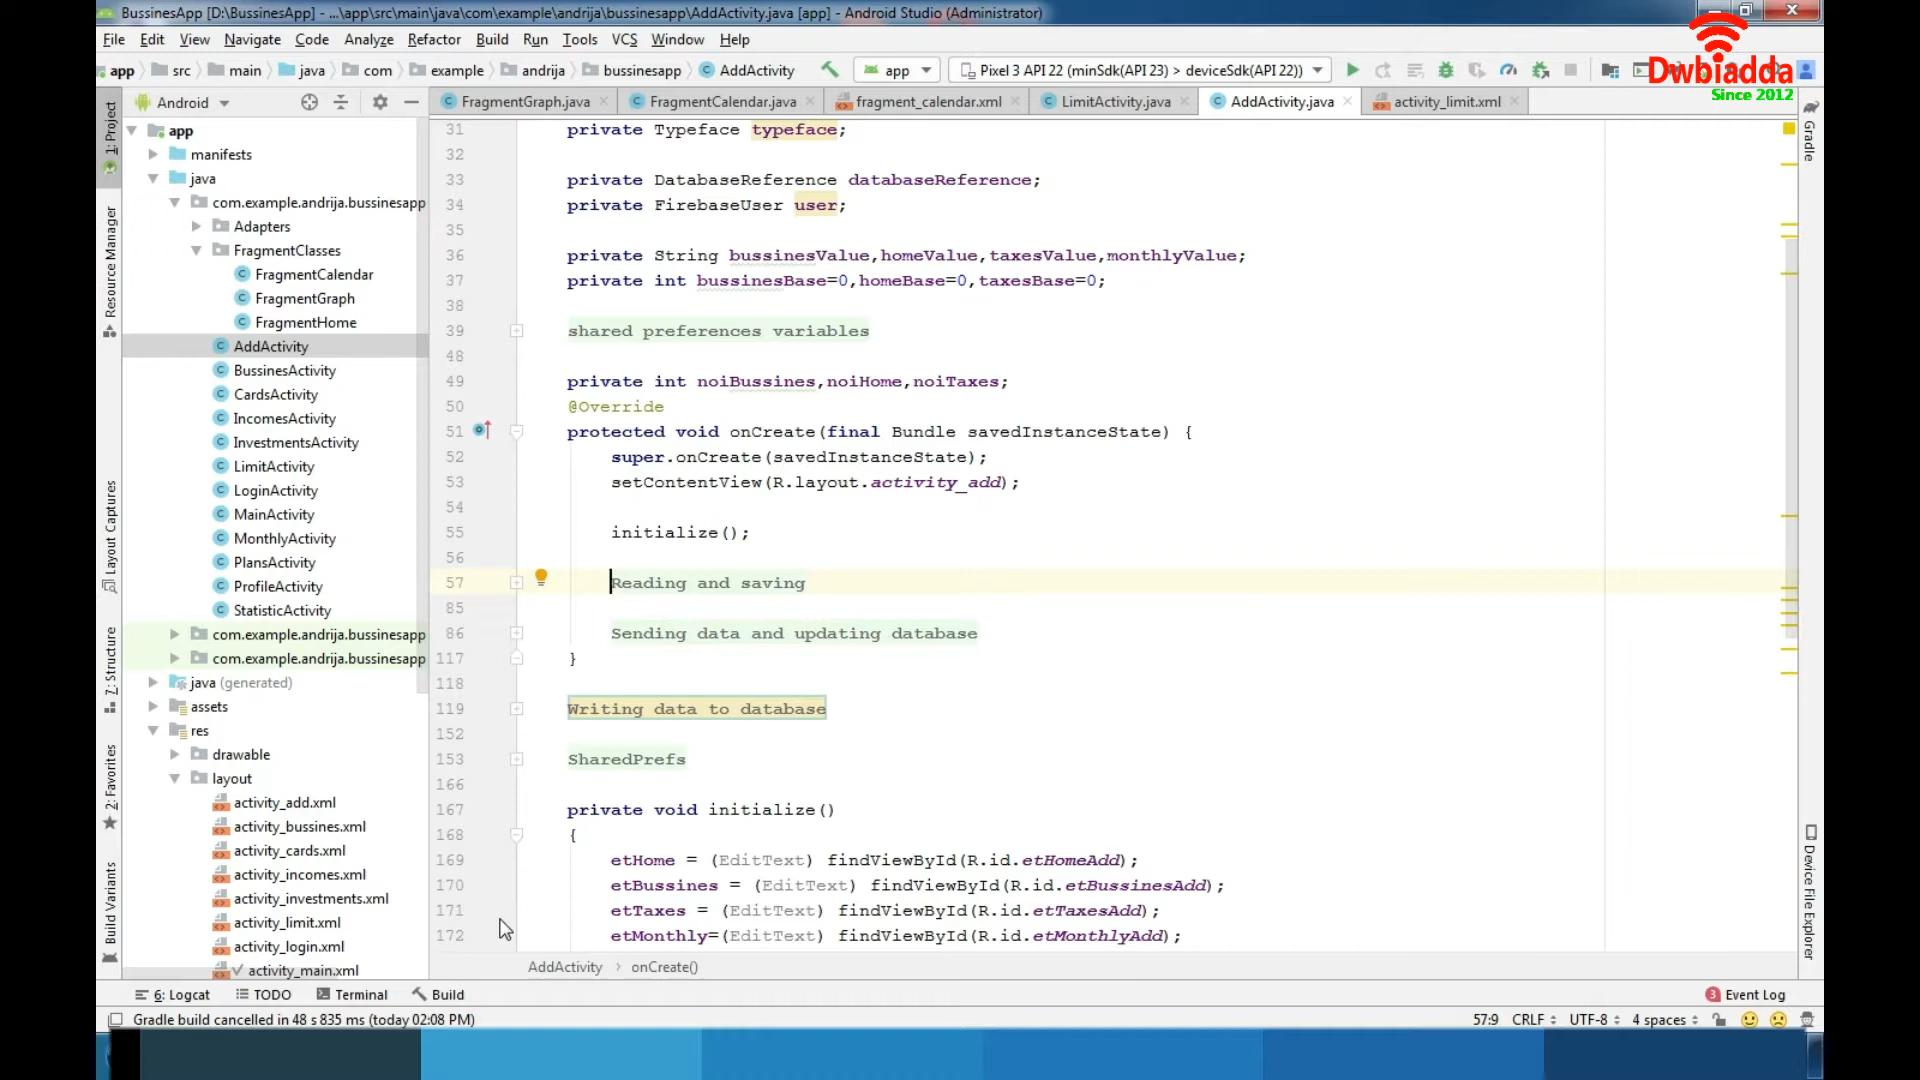 BussinesApp [D:\BussinesApp] - ...\app\src\main\java\com\example\andrija\bussinesapp\AddActivity.java [app] - Android Studio (Administrator)
File Edit View Navigate Code Analyze Refactor Build Run Tools VCS Window Help
app src main java com example andrija bussinesapp AddActivity app Pixel 3 API 22 (minSdk(API 23) > deviceSdk(API 22))
Dwbiadda
Since 2012
Android
FragmentGraph.java FragmentCalendar.java fragment_calendar.xml LimitActivity.java AddActivity.java activity_limit.xml
1: Project
Resource Manager
Layout Captures
7: Structure
2: Favorites
Build Variants
app
manifests
java
com.example.andrija.bussinesapp
Adapters
FragmentClasses
FragmentCalendar
FragmentGraph
FragmentHome
AddActivity
BussinesActivity
CardsActivity
IncomesActivity
InvestmentsActivity
LimitActivity
LoginActivity
MainActivity
MonthlyActivity
PlansActivity
ProfileActivity
StatisticActivity
com.example.andrija.bussinesapp
com.example.andrija.bussinesapp
java (generated)
assets
res
drawable
layout
activity_add.xml
activity_bussines.xml
activity_cards.xml
activity_incomes.xml
activity_investments.xml
activity_limit.xml
activity_login.xml
activity_main.xml
31 private Typeface typeface;
32
33 private DatabaseReference databaseReference;
34 private FirebaseUser user;
35
36 private String bussinesValue,homeValue,taxesValue,monthlyValue;
37 private int bussinesBase=0,homeBase=0,taxesBase=0;
38
39 shared preferences variables
48
49 private int noiBussines,noiHome,noiTaxes;
50 @Override
51 protected void onCreate(final Bundle savedInstanceState) {
52 super.onCreate(savedInstanceState);
53 setContentView(R.layout.activity_add);
54
55 initialize();
56
57 Reading and saving
85
86 Sending data and updating database
117 }
118
119 Writing data to database
152
153 SharedPrefs
166
167 private void initialize()
168 {
169 etHome = (EditText) findViewById(R.id.etHomeAdd);
170 etBussines = (EditText) findViewById(R.id.etBussinesAdd);
171 etTaxes = (EditText) findViewById(R.id.etTaxesAdd);
172 etMonthly=(EditText) findViewById(R.id.etMonthlyAdd);
AddActivity > onCreate()
Gradle
Device File Explorer
6: Logcat TODO Terminal Build 3 Event Log
Gradle build cancelled in 48 s 835 ms (today 02:08 PM) 57:9 CRLF UTF-8 4 spaces